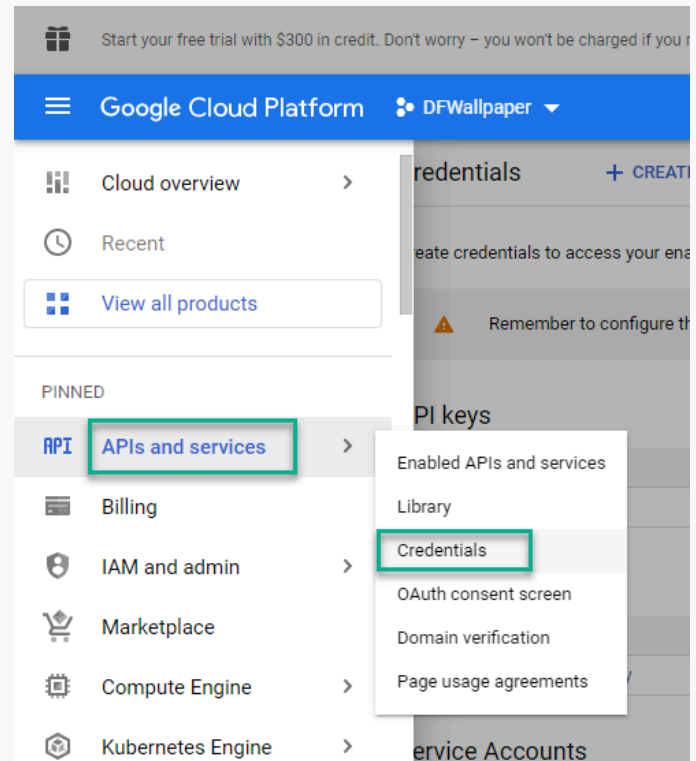 Start your free trial with $300 in credit. Don't worry – you won't be charged if you
Google Cloud Platform DFWallpaper
Cloud overview
Recent
View all products
PINNED
API APIs and services
Billing
IAM and admin
Marketplace
Compute Engine
Kubernetes Engine
redentials + CREATE
eate credentials to access your ena
Remember to configure th
PI keys
Enabled APIs and services
Library
Credentials
OAuth consent screen
Domain verification
Page usage agreements
ervice Accounts